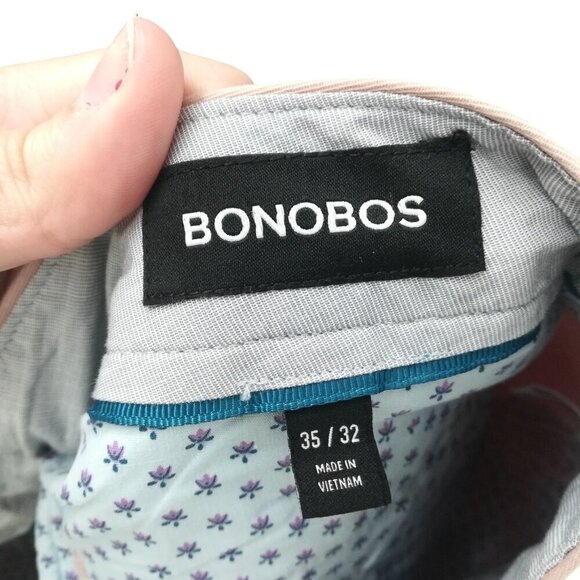 BONOBOS
35 / 32
MADE IN
VIETNAM